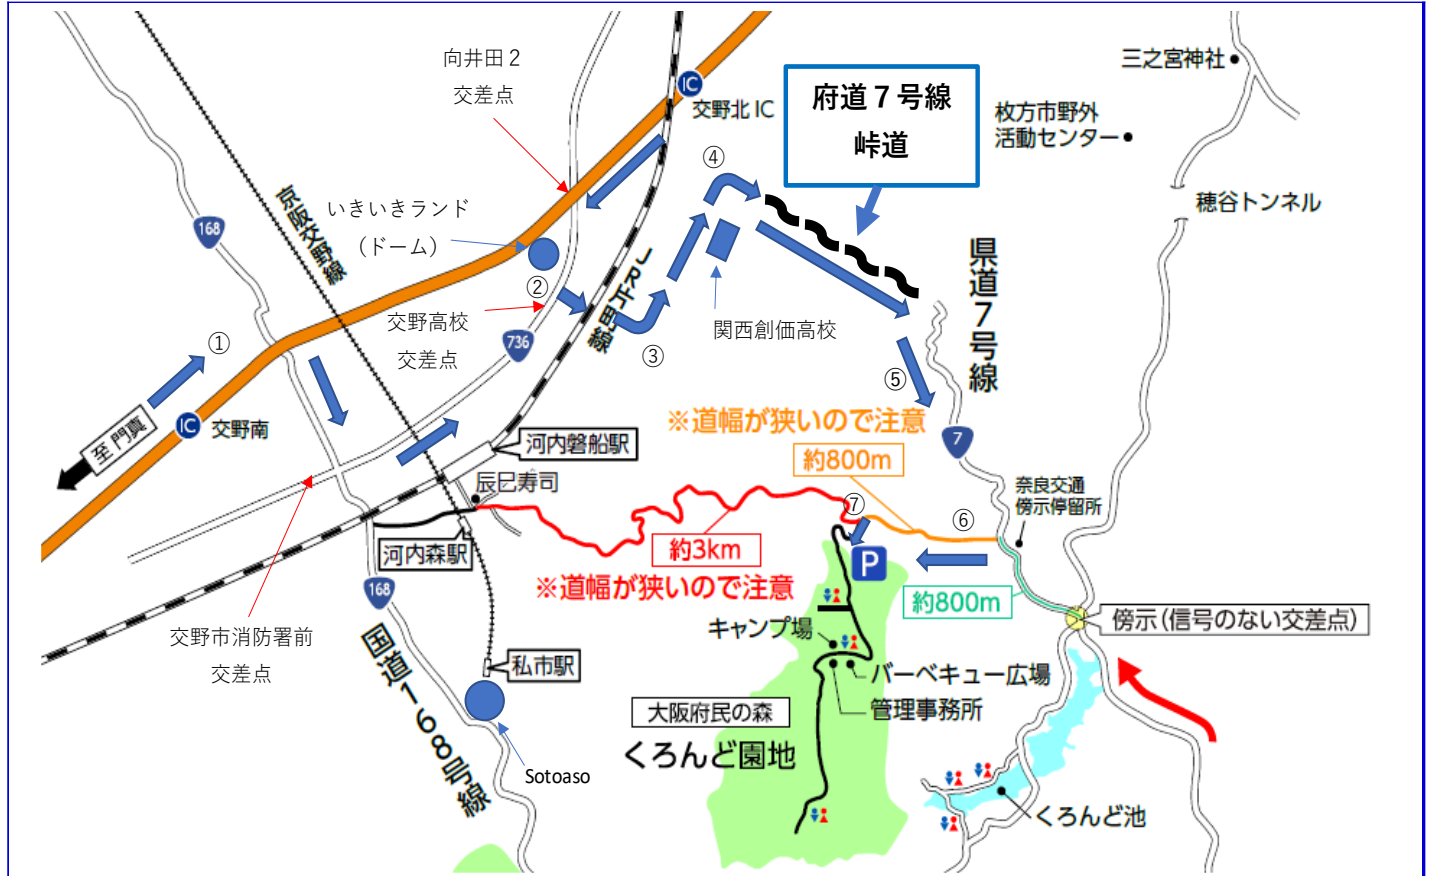 向井田２
交差点
IC
交野北 IC
府道７号線
峠道
枚方市野外
活動センター
三之宮神社
穂谷トンネル
京阪交野線
168
いきいきランド
（ドーム）
④
②
①
交野高校
交差点
736
JR片町線
③
関西創価高校
県道7号線
⑤
至 門真
IC
交野南
※道幅が狭いので注意
約800m
7
河内磐船駅
辰巳寿司
奈良交通
傍示停留所
⑦
⑥
河内森駅
約3km
※道幅が狭いので注意
P
168
約800m
傍示（信号のない交差点）
交野市消防署前
交差点
国道168号線
私市駅
キャンプ場
バーベキュー広場
管理事務所
大阪府民の森
くろんど園地
Sotoaso
くろんど池